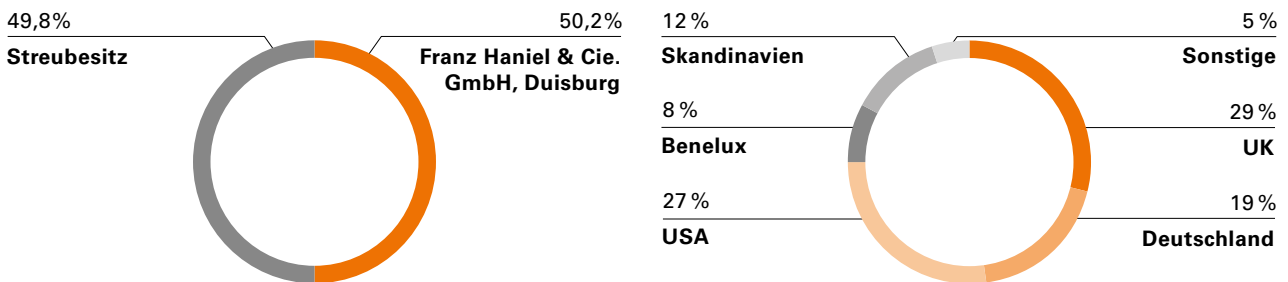 49,8%
Streubesitz
50,2%
Franz Haniel & Cie.
GmbH, Duisburg
12 %
Skandinavien
8 %
Benelux
27 %
USA
5 %
Sonstige
29 %
UK
19 %
Deutschland